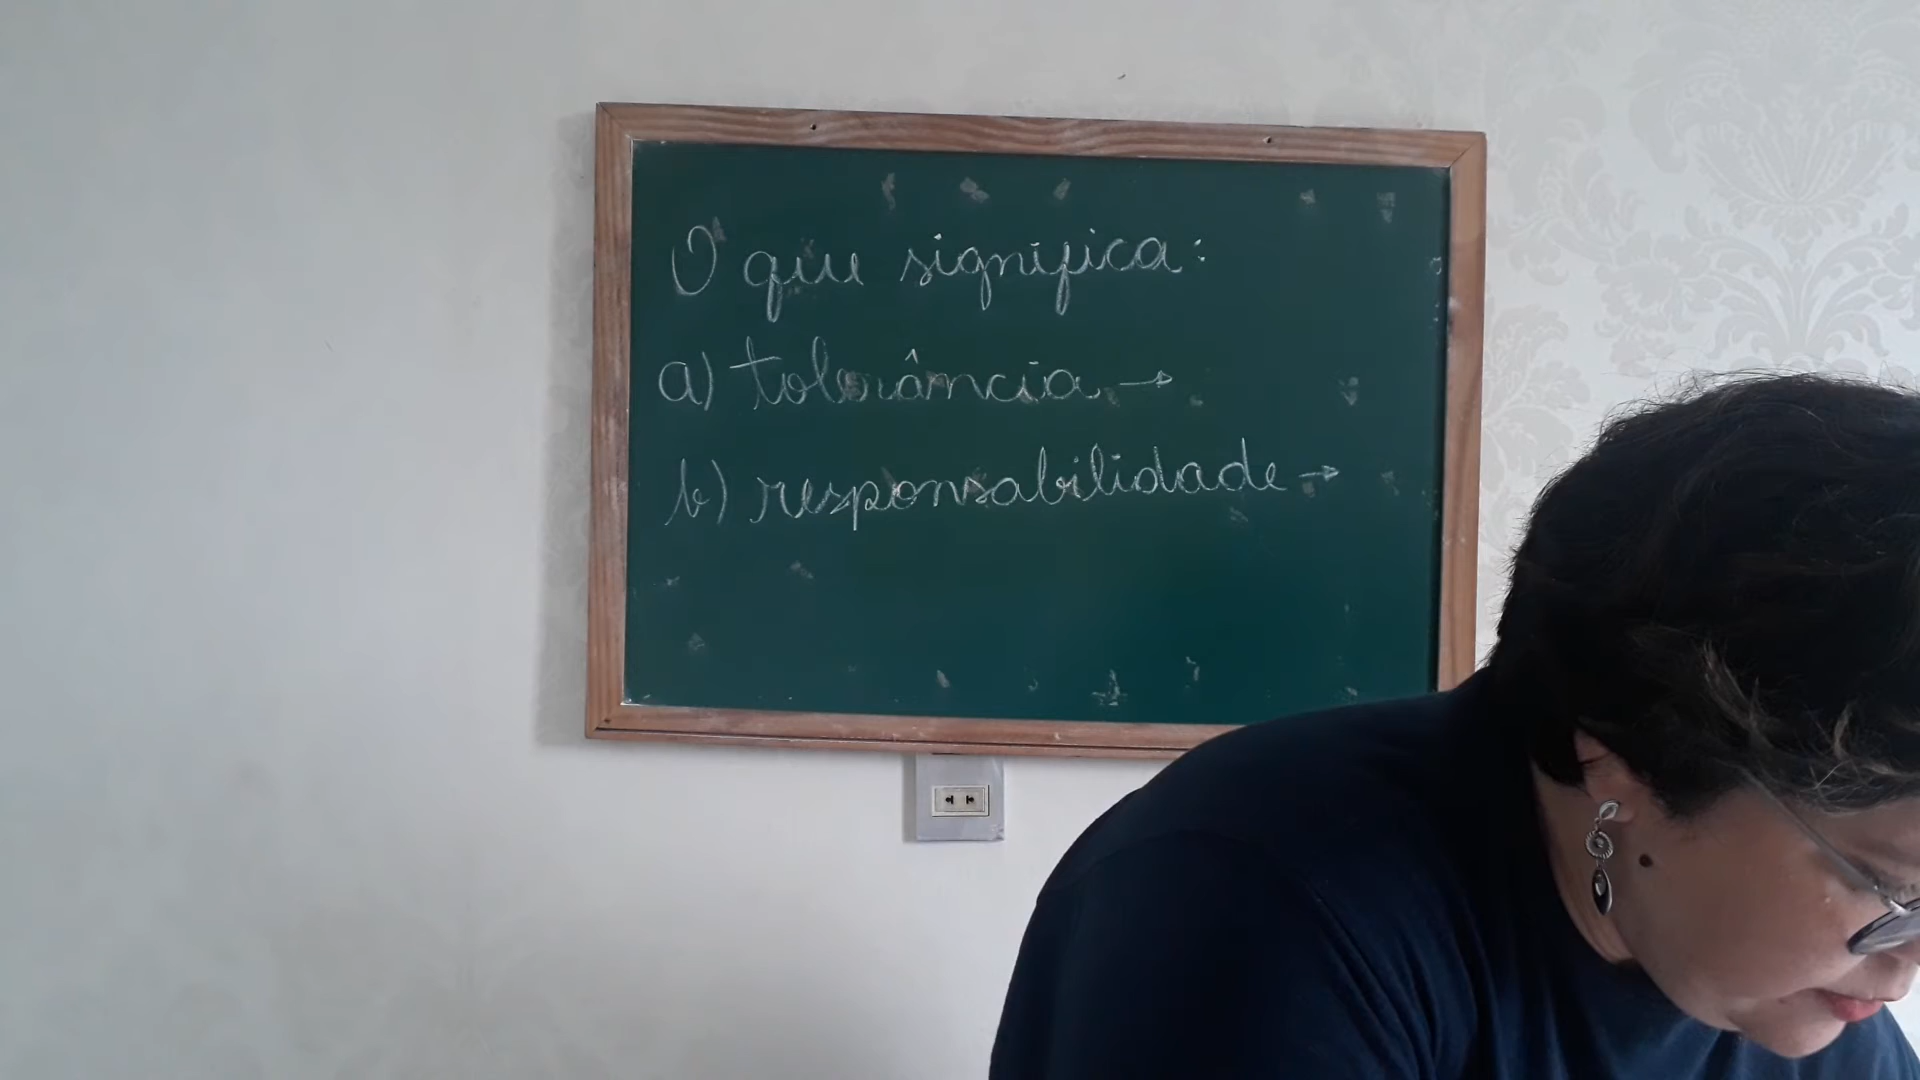 O que significa:
a) tolerância →
b) responsabilidade →